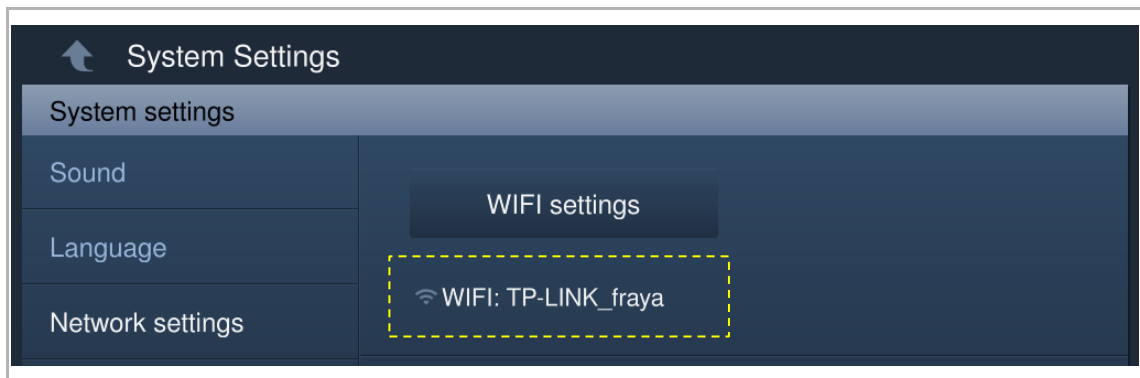 System Settings
System settings
Sound
WIFI settings
Language
WIFI: TP-LINK_fraya
Network settings